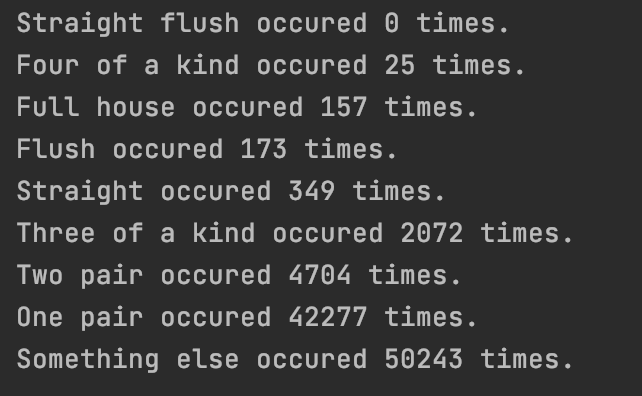 Straight flush occured 0 times.
Four of a kind occured 25 times.
Full house occured 157 times.
Flush occured 173 times.
Straight occured 349 times.
Three of a kind occured 2072 times.
Two pair occured 4704 times.
One pair occured 42277 times.
Something else occured 50243 times.